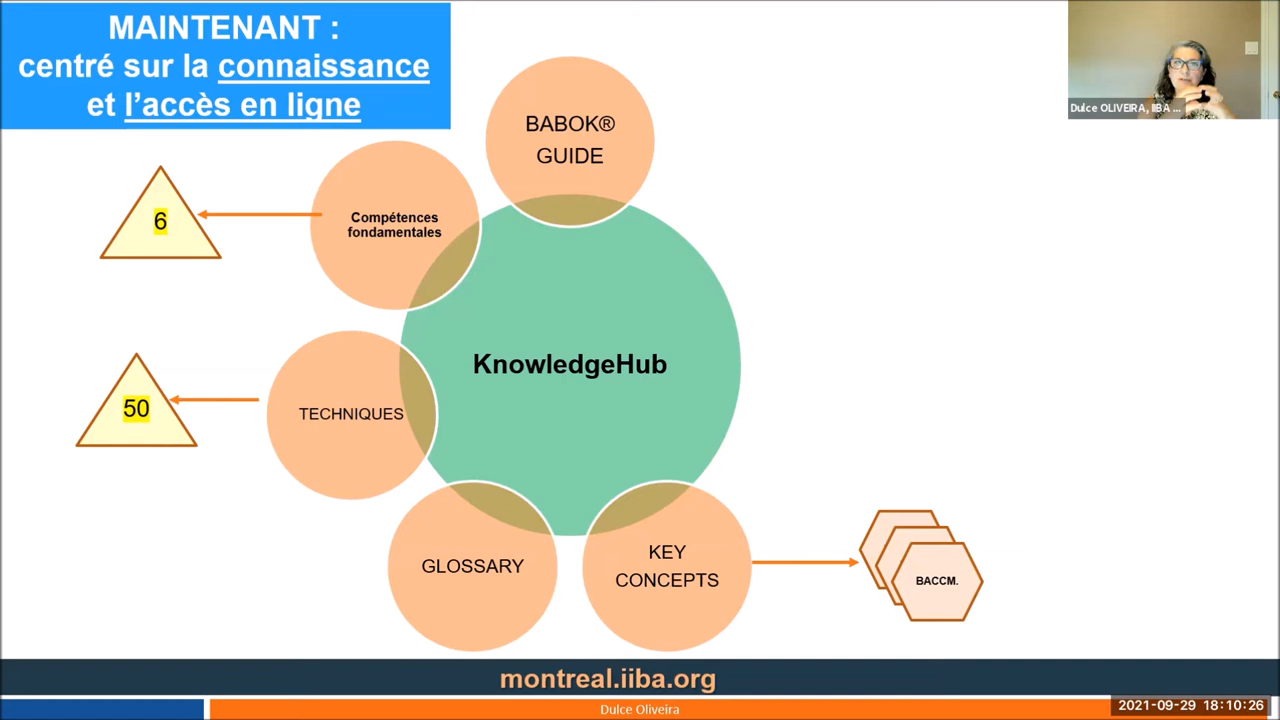 MAINTENANT :
centré sur la connaissance
et l’accès en ligne
Dulce OLIVEIRA, IIBA ...
BABOK®
GUIDE
Compétences
fondamentales
6
KnowledgeHub
TECHNIQUES
50
GLOSSARY
KEY
CONCEPTS
BACCM.
montreal.iiba.org
Dulce Oliveira
2021-09-29 18:10:26